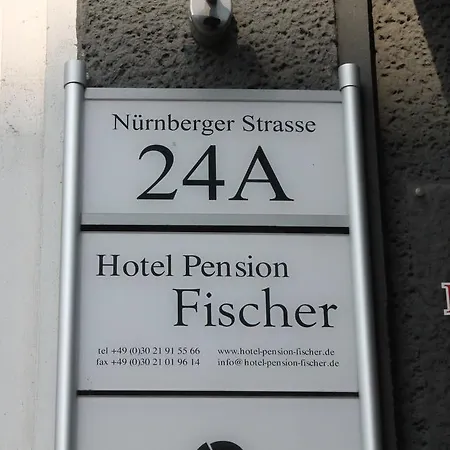 Nürnberger Strasse
24A
Hotel Pension
Fischer
tel +49 (0)30 21 91 55 66 www.hotel-pension-fischer.de
fax +49 (0)30 21 01 96 14 info@hotel-pension-fischer.de